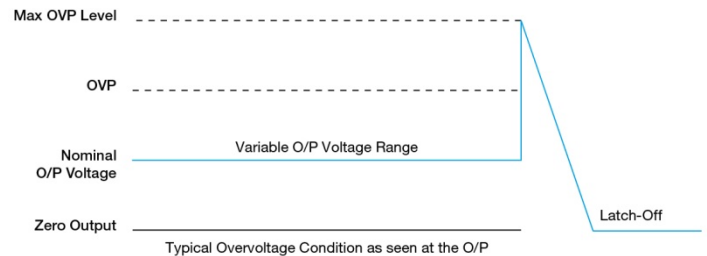 Max OVP Level
OVP
Variable O/P Voltage Range
Nominal
O/P Voltage
Zero Output
Latch-Off
Typical Overvoltage Condition as seen at the O/P